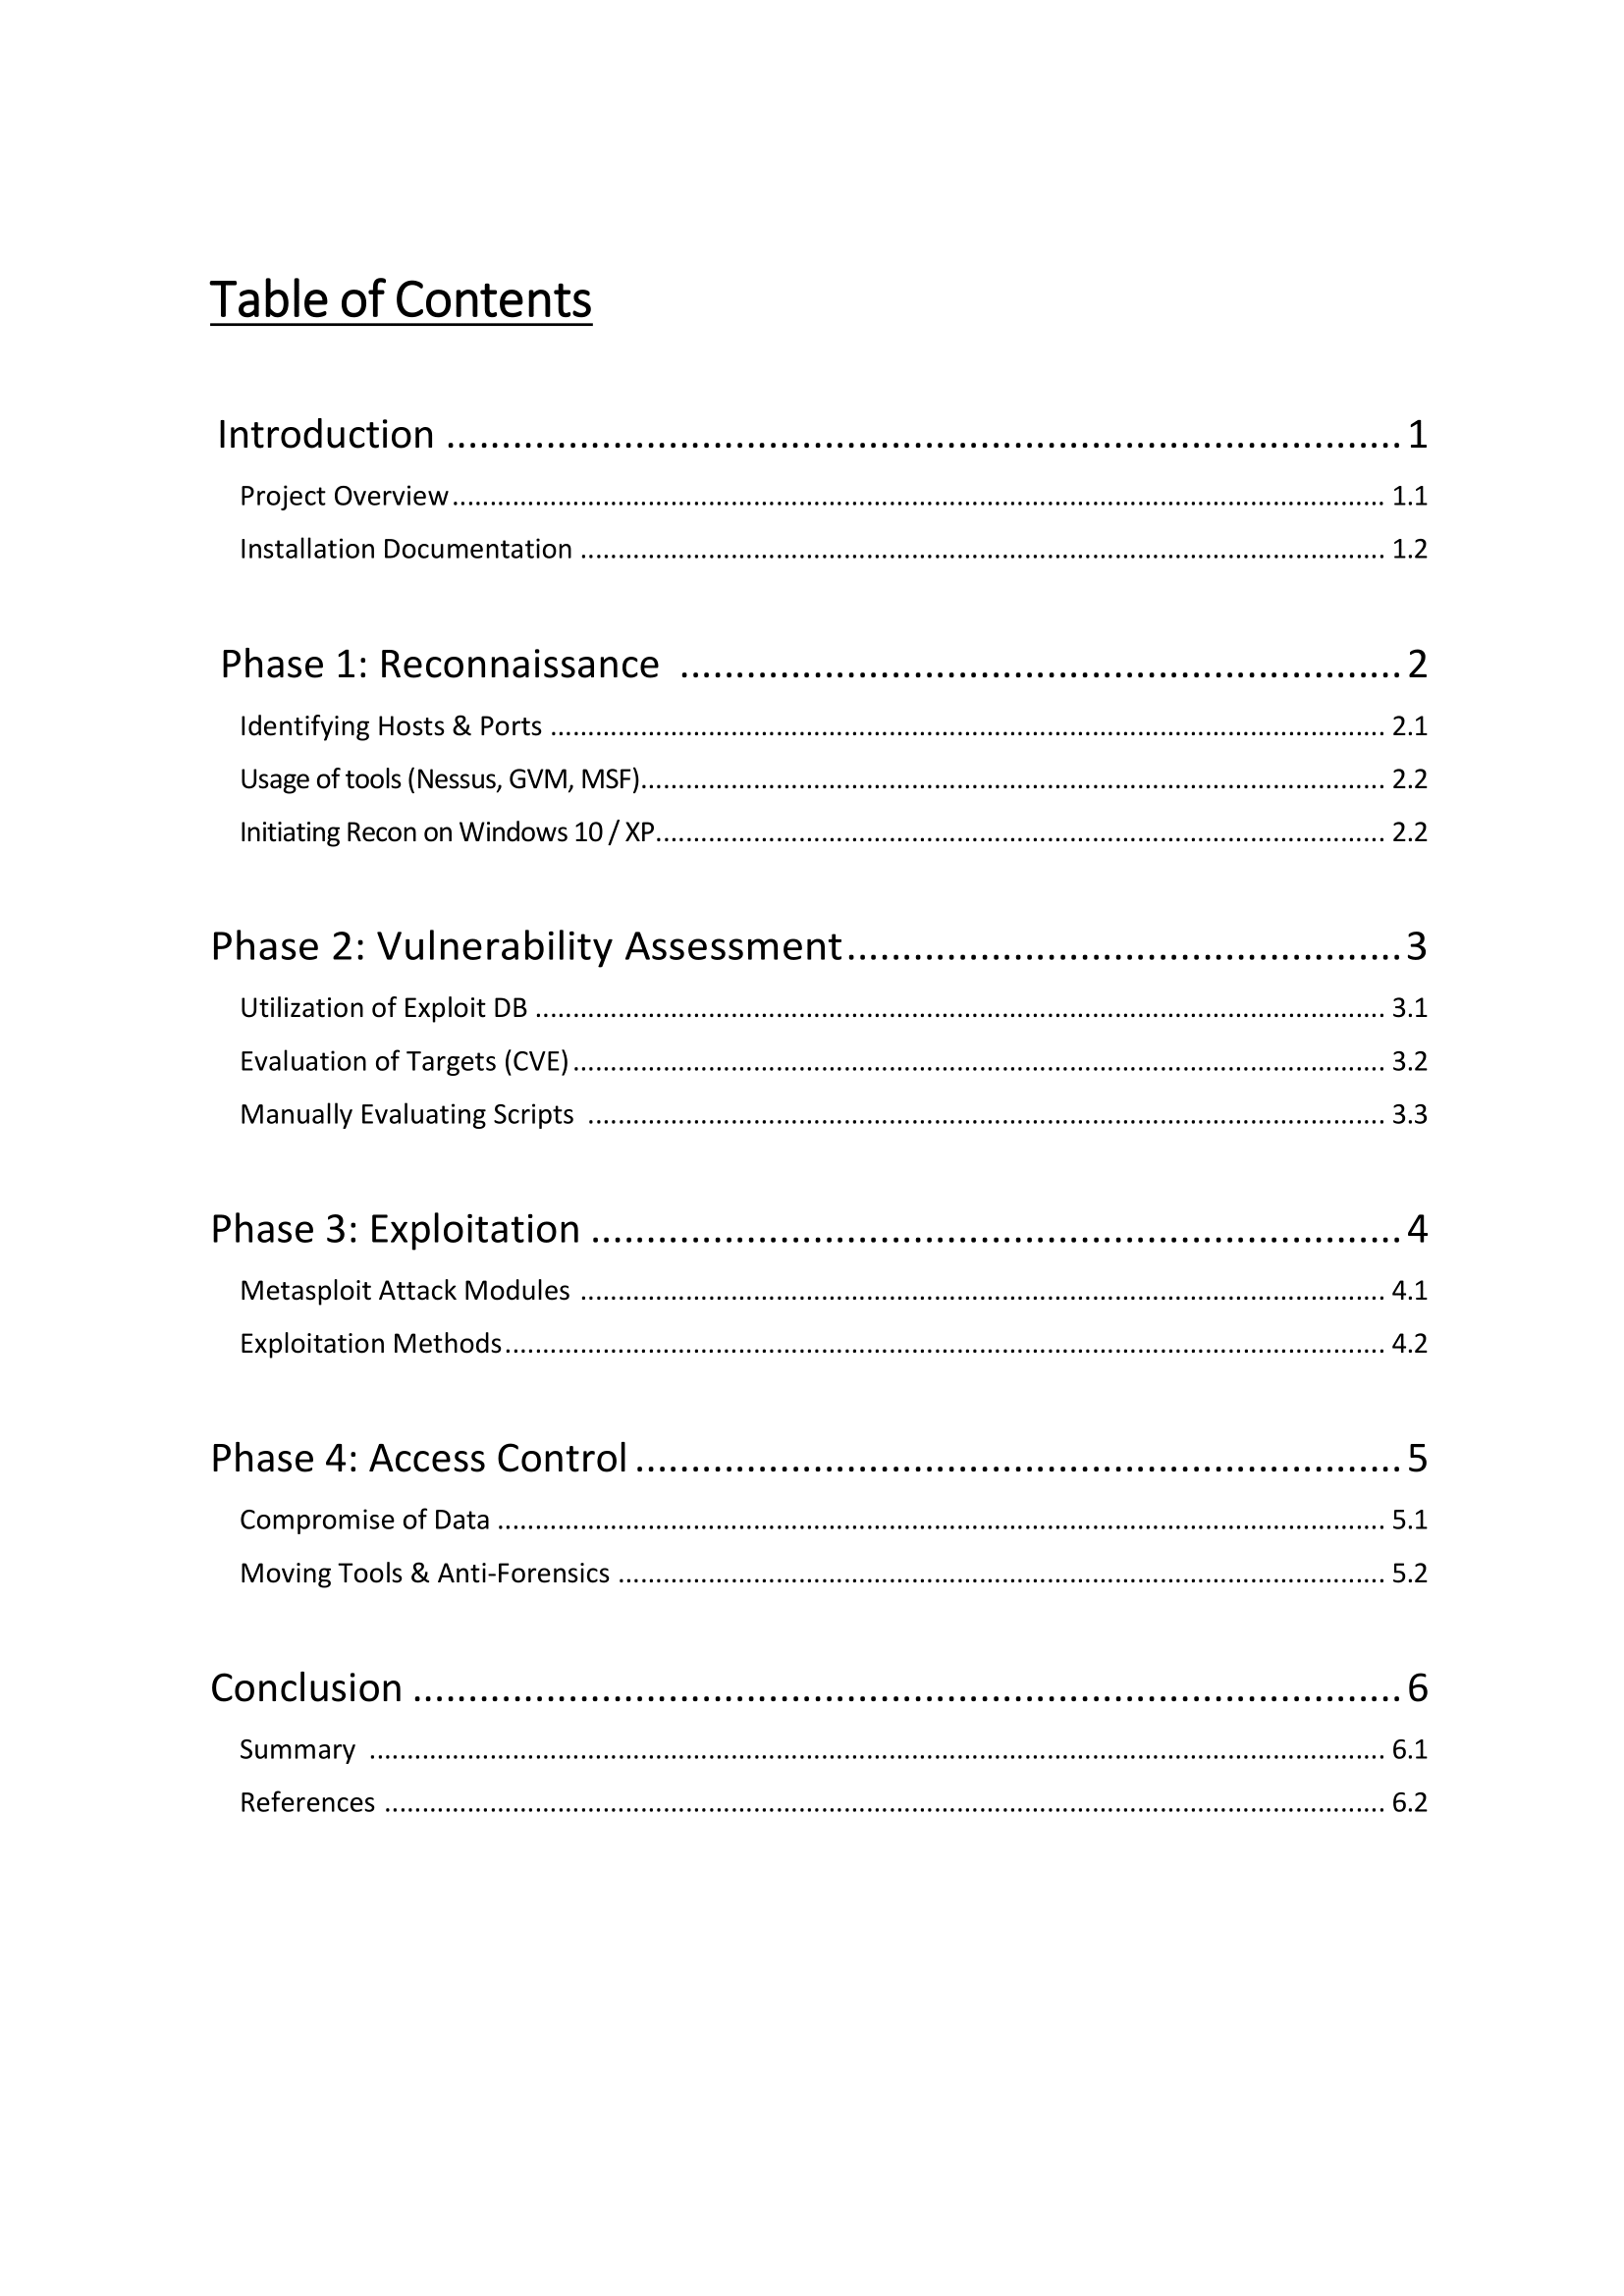 Table of Contents
Introduction ........................................................................................ 1
Project Overview ............................................................................................................................ 1.1
Installation Documentation ........................................................................................................... 1.2
Phase 1: Reconnaissance ................................................................ 2
Identifying Hosts & Ports ............................................................................................................... 2.1
Usage of tools (Nessus, GVM, MSF)................................................................................................... 2.2
Initiating Recon on Windows 10 / XP................................................................................................. 2.2
Phase 2: Vulnerability Assessment.................................................. 3
Utilization of Exploit DB ................................................................................................................. 3.1
Evaluation of Targets (CVE) ............................................................................................................ 3.2
Manually Evaluating Scripts .......................................................................................................... 3.3
Phase 3: Exploitation ........................................................................ 4
Metasploit Attack Modules ........................................................................................................... 4.1
Exploitation Methods ..................................................................................................................... 4.2
Phase 4: Access Control .................................................................... 5
Compromise of Data ...................................................................................................................... 5.1
Moving Tools & Anti-Forensics ...................................................................................................... 5.2
Conclusion ........................................................................................ 6
Summary ....................................................................................................................................... 6.1
References ..................................................................................................................................... 6.2